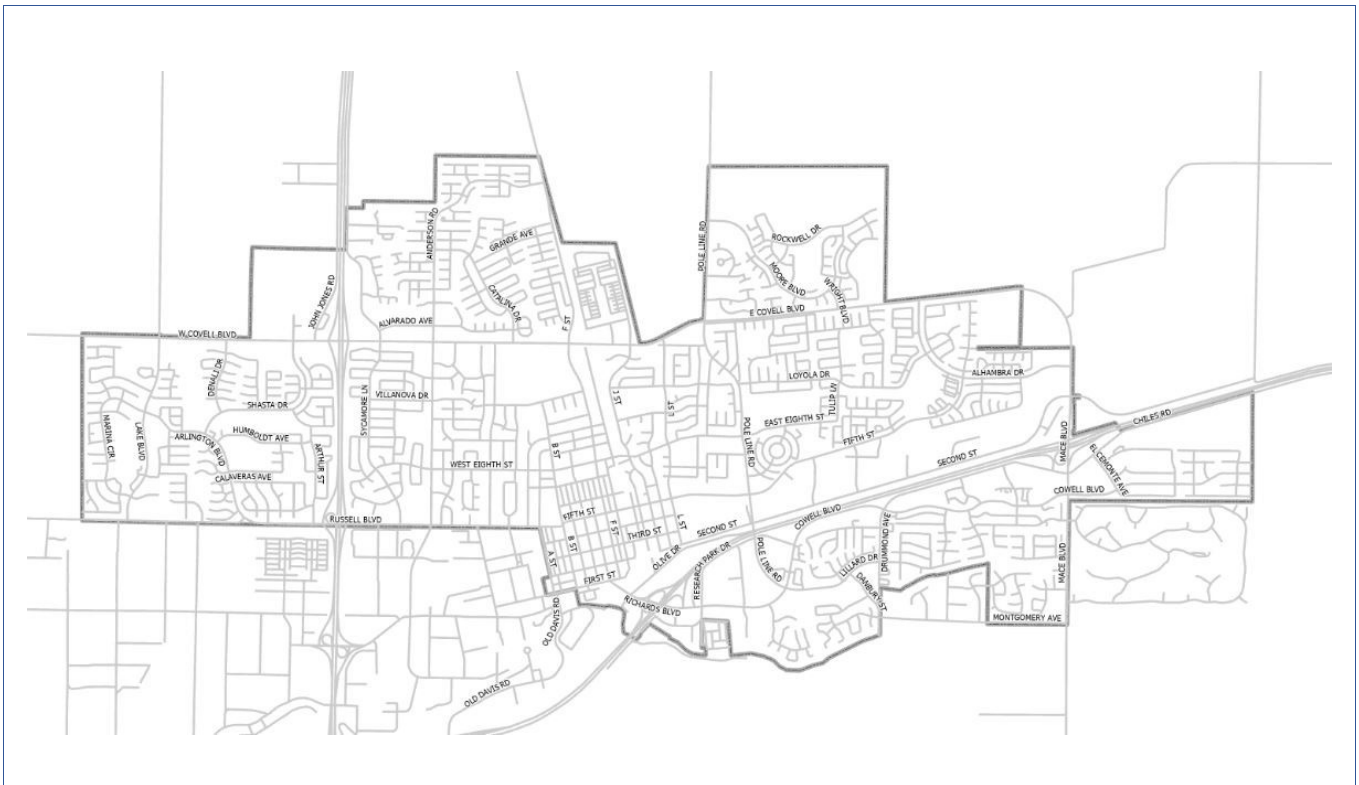 ANDERSON RD
GRANDE AVE
POLE LINE RD
ROCKWELL DR
MOORE BLVD
WRIGHT BLVD
JOHN JONES RD
CATALINA DR
E COVELL BLVD
W.COVELL BLVD
ALVARADO AVE
F ST
DENALI DR
LOYOLA DR
ALHAMBRA DR
SYCAMORE LN
VILLANOVA DR
J ST
L ST
TULIP LN
SHASTA DR
MARINA CIR
LAKE BLVD
ARLINGTON BLVD
HUMBOLDT AVE
ARTHUR ST
B ST
POLE LINE RD
EAST EIGHTH ST
FIFTH ST
MACE BLVD
CHILES RD
WEST EIGHTH ST
SECOND ST
EL CEMONTE AVE
CALAVERAS AVE
COWELL BLVD
FIFTH ST
RUSSELL BLVD
F ST
L ST
THIRD ST
SECOND ST
COWELL BLVD
A ST
B ST
OLIVE DR
RESEARCH PARK DR
POLE LINE RD
LILLARD DR
DRUMMOND AVE
DANBURY ST
MACE BLVD
FIRST ST
RICHARDS BLVD
OLD DAVIS RD
MONTGOMERY AVE
OLD DAVIS RD